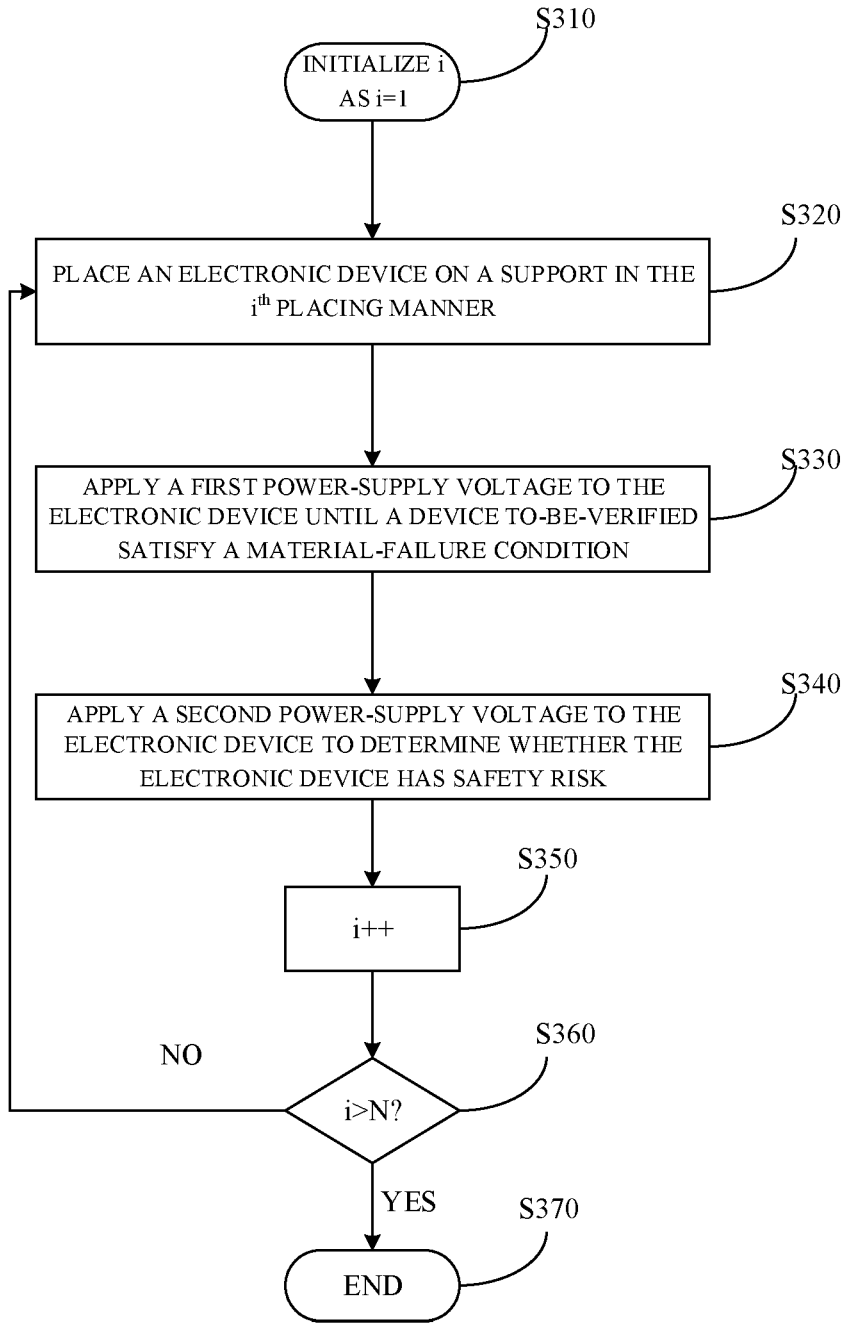 S310
INITIALIZE i
AS i=1
S320
PLACE AN ELECTRONIC DEVICE ON A SUPPORT IN THE
ith PLACING MANNER
S330
APPLY A FIRST POWER-SUPPLY VOLTAGE TO THE
ELECTRONIC DEVICE UNTIL A DEVICE TO-BE-VERIFIED
SATISFY A MATERIAL-FAILURE CONDITION
S340
APPLY A SECOND POWER-SUPPLY VOLTAGE TO THE
ELECTRONIC DEVICE TO DETERMINE WHETHER THE
ELECTRONIC DEVICE HAS SAFETY RISK
S350
i++
S360
NO
i>N?
YES
S370
END